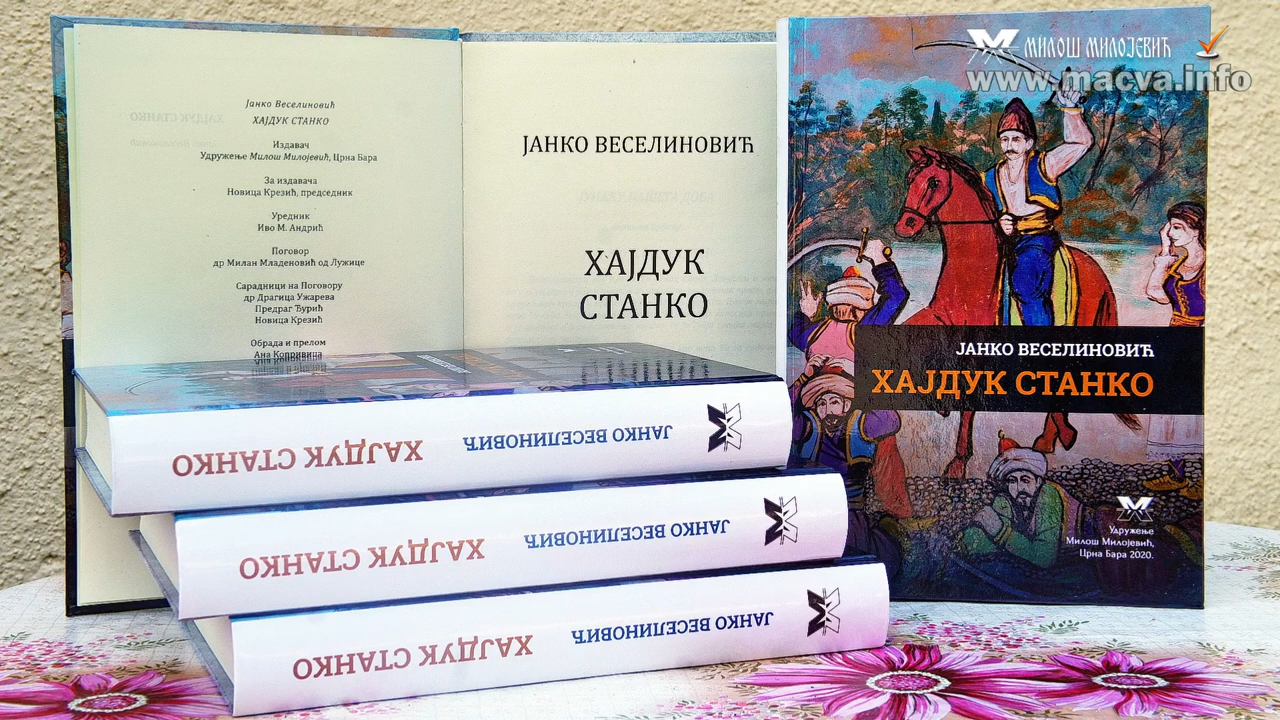 Јанко Веселиновић
ХАЈДУК СТАНКО
Издавач
Удружење Милош Милојевић, Црна Бара
За издавача
Новица Крезић, председник
Уредник
Иво М. Андрић
Поговор
др Милан Младеновић од Лужице
Сарадници на Поговору
др Драгица Ужарева
Предраг Ђурић
Новица Крезић
Обрада и прелом
Ана Копривица
ЈАНКО ВЕСЕЛИНОВИЋ
ХАЈДУК
СТАНКО
МИЛОШ МИЛОЈЕВИЋ
www.macva.info
ЈАНКО ВЕСЕЛИНОВИЋ
ХАЈДУК СТАНКО
Удружење
Милош Милојевић,
Црна Бара 2020.
ЈАНКО ВЕСЕЛИНОВИЋ ХАЈДУК СТАНКО
ЈАНКО ВЕСЕЛИНОВИЋ ХАЈДУК СТАНКО
ЈАНКО ВЕСЕЛИНОВИЋ ХАЈДУК СТАНКО